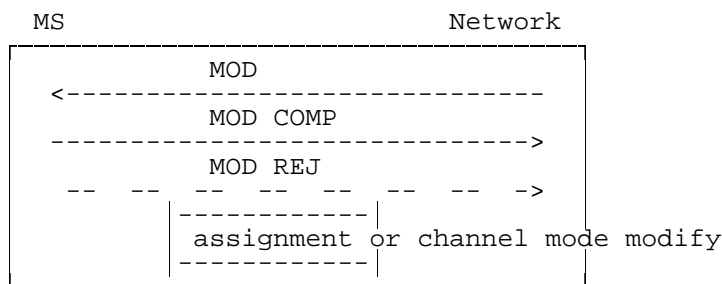 MS Network
MOD
MOD COMP
MOD REJ
assignment or channel mode modify